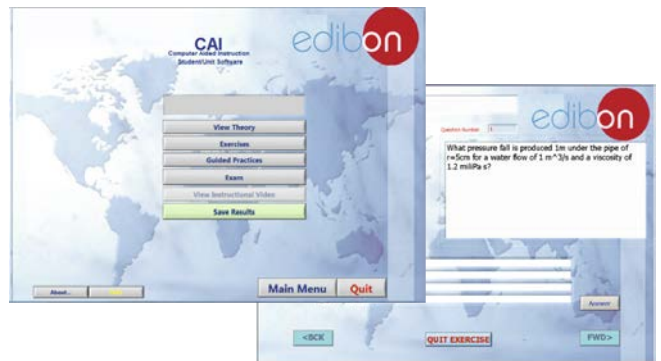 CAI
Computer Aided Instruction
Student/Unit Software
edibon
View Theory
Exercises
Guided Practices
Exam
View Instructional Video
Save Results
About...
Main Menu
Quit
edibon
Question Number 1
What pressure fall is produced 1m under the pipe of
r=5cm for a water flow of 1 m^3/s and a viscosity of
1.2 miliPa s?
Answer
<BCK
QUIT EXERCISE
FWD>